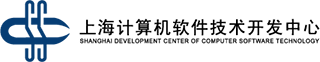 上海计算机软件技术开发中心
SHANGHAI DEVELOPMENT CENTER OF COMPUTER SOFTWARE TECHNOLOGY